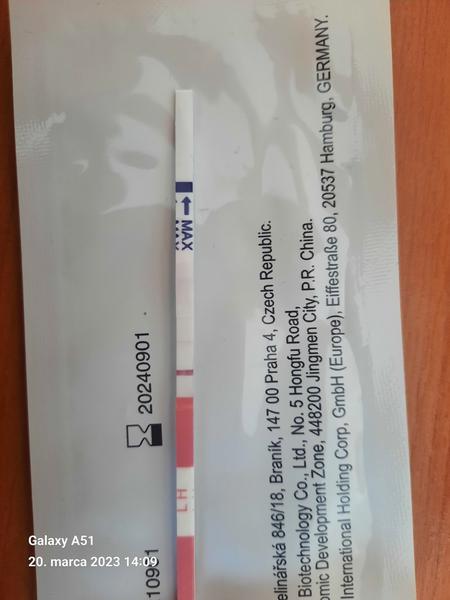 ← MAX
LH
20240901
elinářská 846/18, Braník, 147 00 Praha 4, Czech Republic.
Biotechnology Co., Ltd., No. 5 Hongfu Road,
omic Development Zone, 448200 Jingmen City, P.R. China.
International Holding Corp, GmbH (Europe), Eiffestraße 80, 20537 Hamburg, GERMANY.
Galaxy A51
20. marca 2023 14:09